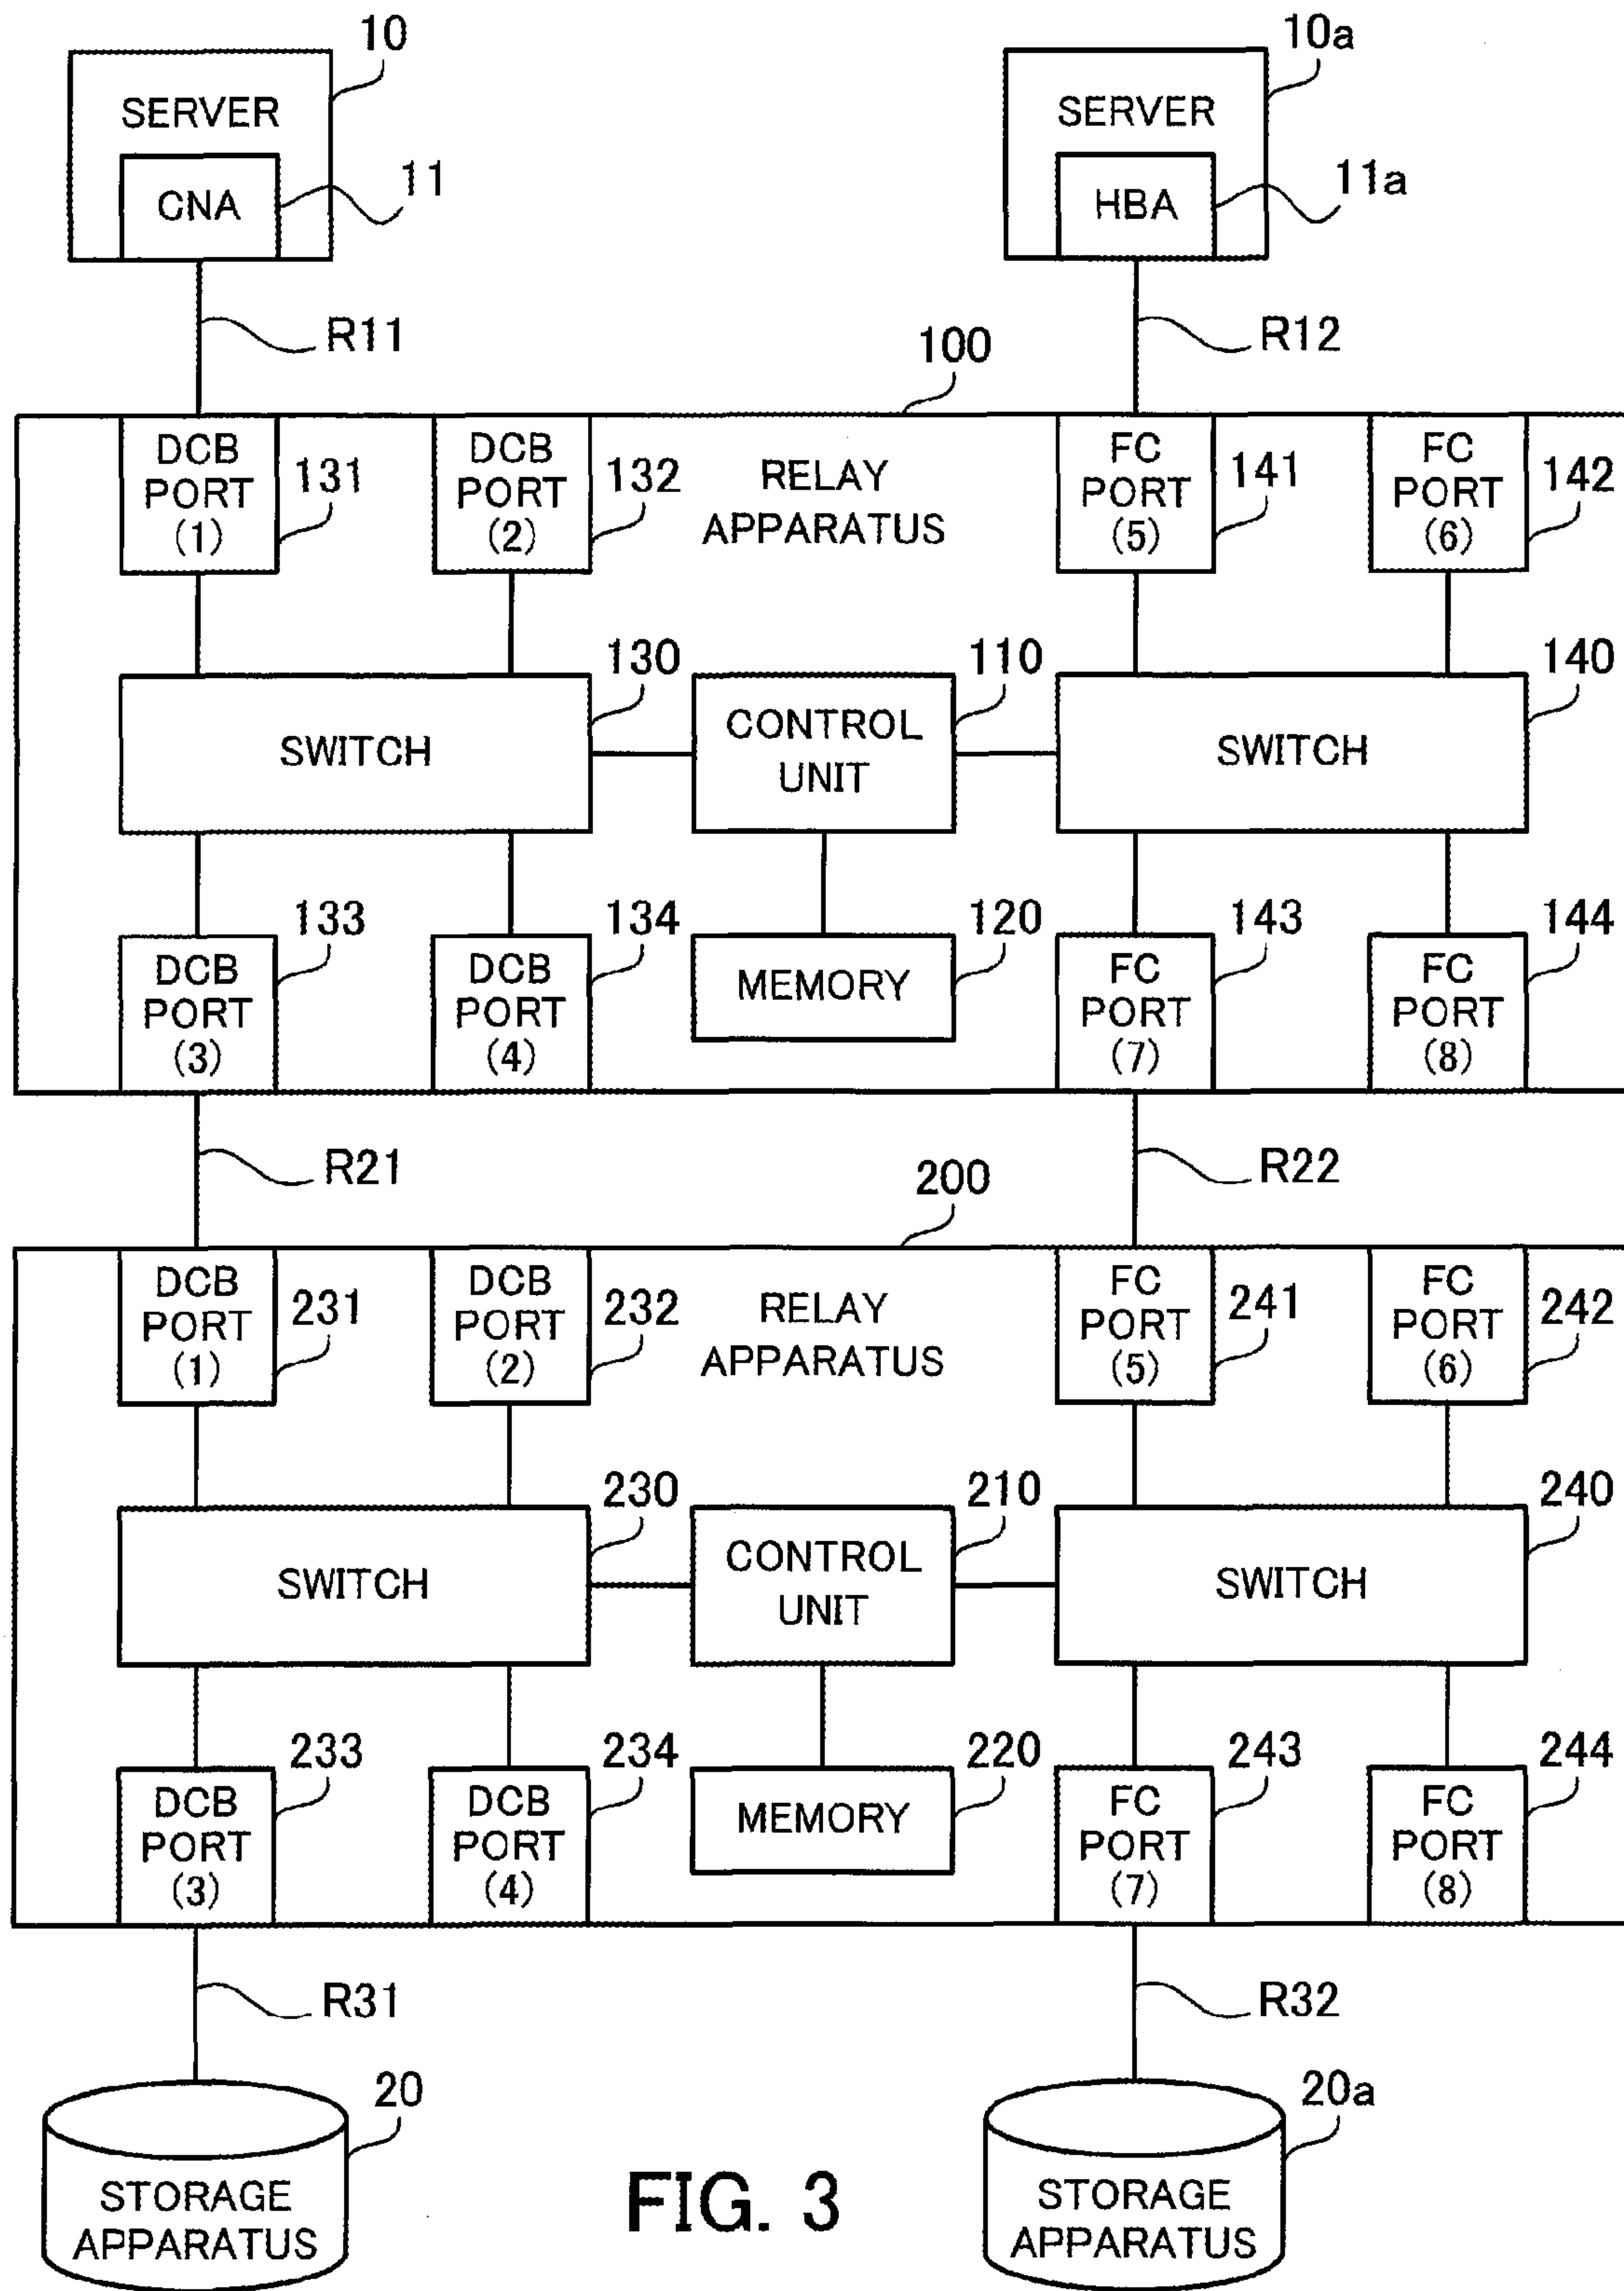 10
10a
SERVER
SERVER
CNA
11
HBA
11a
R11
R12
100
DCB PORT (1)
131
DCB PORT (2)
132
RELAY APPARATUS
FC PORT (5)
141
FC PORT (6)
142
130
110
140
SWITCH
CONTROL UNIT
SWITCH
133
134
120
143
144
DCB PORT (3)
DCB PORT (4)
MEMORY
FC PORT (7)
FC PORT (8)
R21
R22
200
DCB PORT (1)
231
DCB PORT (2)
232
RELAY APPARATUS
FC PORT (5)
241
FC PORT (6)
242
230
210
240
SWITCH
CONTROL UNIT
SWITCH
233
234
220
243
244
DCB PORT (3)
DCB PORT (4)
MEMORY
FC PORT (7)
FC PORT (8)
R31
R32
20
20a
STORAGE APPARATUS
FIG. 3
STORAGE APPARATUS